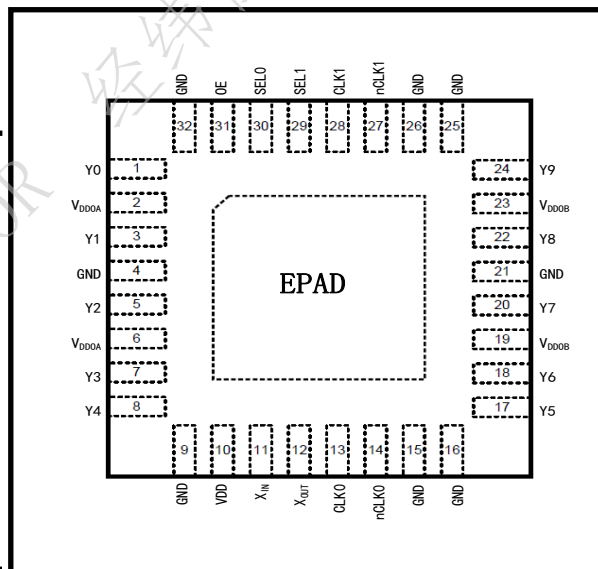 GND OE SEL0 SEL1 CLK1 nCLK1 GND GND
32 31 30 29 28 27 26 25
Y0 1 24 Y9
VDDOA 2 23 VDDOB
Y1 3 22 Y8
GND 4 21 GND
Y2 5 20 Y7
VDDOA 6 19 VDDOB
Y3 7 18 Y6
Y4 8 17 Y5
EPAD
9 10 11 12 13 14 15 16
GND VDD XIN XOUT CLK0 nCLK0 GND GND
经纬
OR